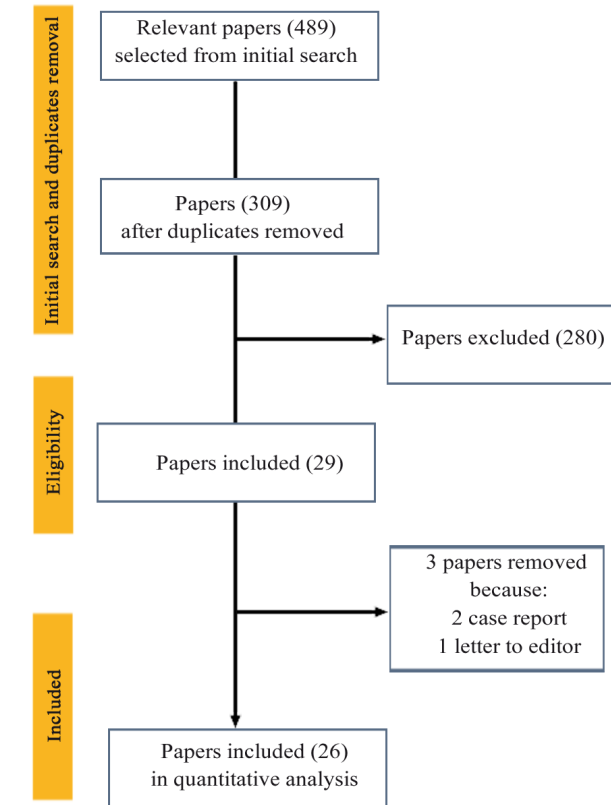 Initial search and duplicates removal
Relevant papers (489)
selected from initial search
Papers (309)
after duplicates removed
Papers excluded (280)
Eligibility
Papers included (29)
3 papers removed
because:
2 case report
1 letter to editor
Included
Papers included (26)
in quantitative analysis